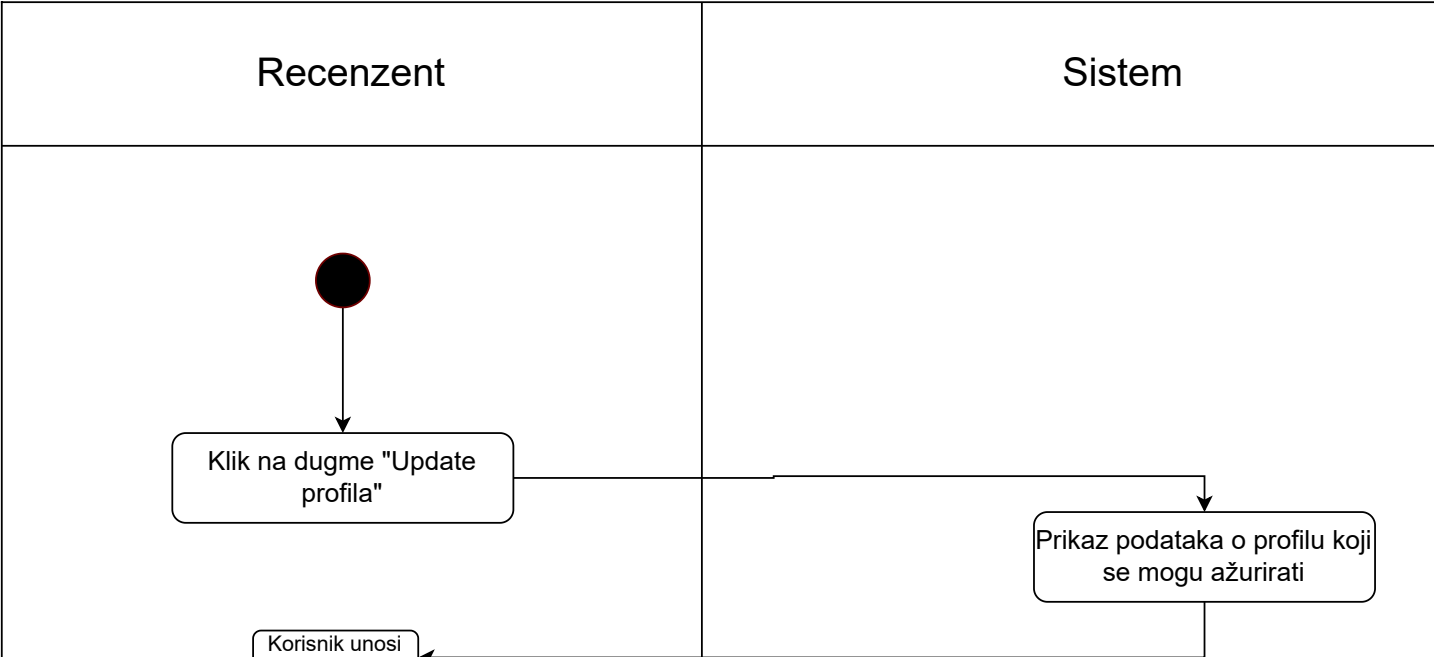 Recenzent
Sistem
Klik na dugme "Update
profila"
Prikaz podataka o profilu koji
se mogu ažurirati
Korisnik unosi